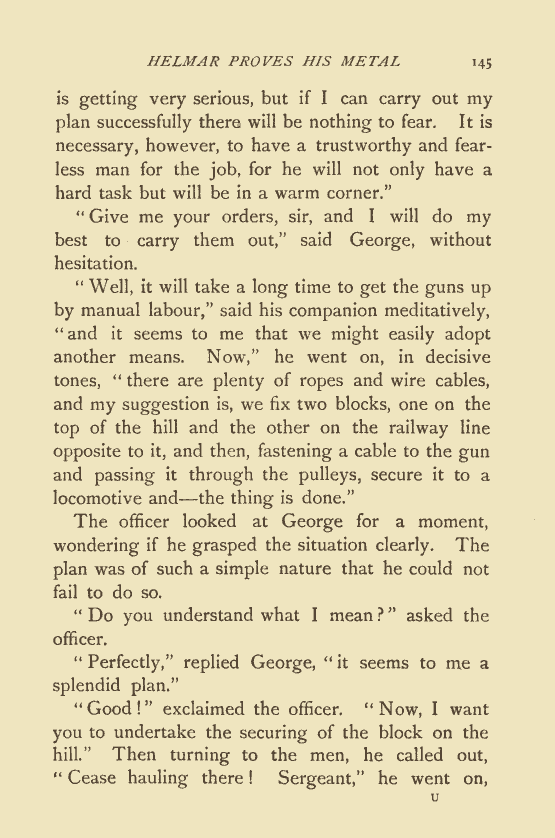 HELMAR PROVES HIS METAL 145
is getting very serious, but if I can carry out my
plan successfully there will be nothing to fear. It is
necessary, however, to have a trustworthy and fear-
less man for the job, for he will not only have a
hard task but will be in a warm corner.”
“Give me your orders, sir, and I will do my
best to carry them out,” said George, without
hesitation.
“Well, it will take a long time to get the guns up
by manual labour,” said his companion meditatively,
“and it seems to me that we might easily adopt
another means. Now,” he went on, in decisive
tones, “there are plenty of ropes and wire cables,
and my suggestion is, we fix two blocks, one on the
top of the hill and the other on the railway line
opposite to it, and then, fastening a cable to the gun
and passing it through the pulleys, secure it to a
locomotive and—the thing is done.”
The officer looked at George for a moment,
wondering if he grasped the situation clearly. The
plan was of such a simple nature that he could not
fail to do so.
“Do you understand what I mean?” asked the
officer.
“Perfectly,” replied George, “it seems to me a
splendid plan.”
“Good!” exclaimed the officer. “Now, I want
you to undertake the securing of the block on the
hill.” Then turning to the men, he called out,
“Cease hauling there! Sergeant,” he went on,
U